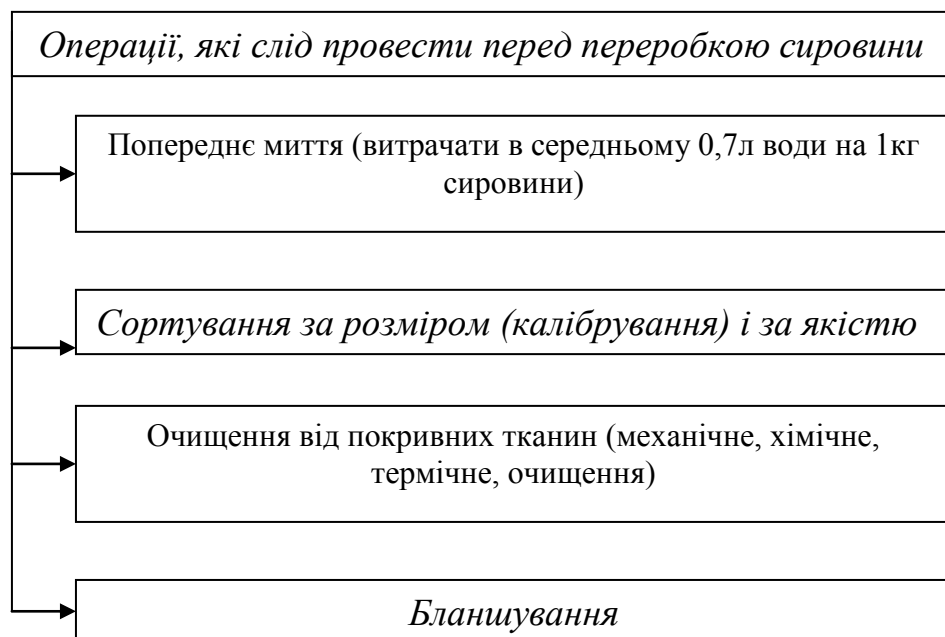 Операції, які слід провести перед переробкою сировини
Попереднє миття (витрачати в середньому 0,7л води на 1кг
сировини)
Сортування за розміром (калібрування) і за якістю
Очищення від покривних тканин (механічне, хімічне,
термічне, очищення)
Бланшування